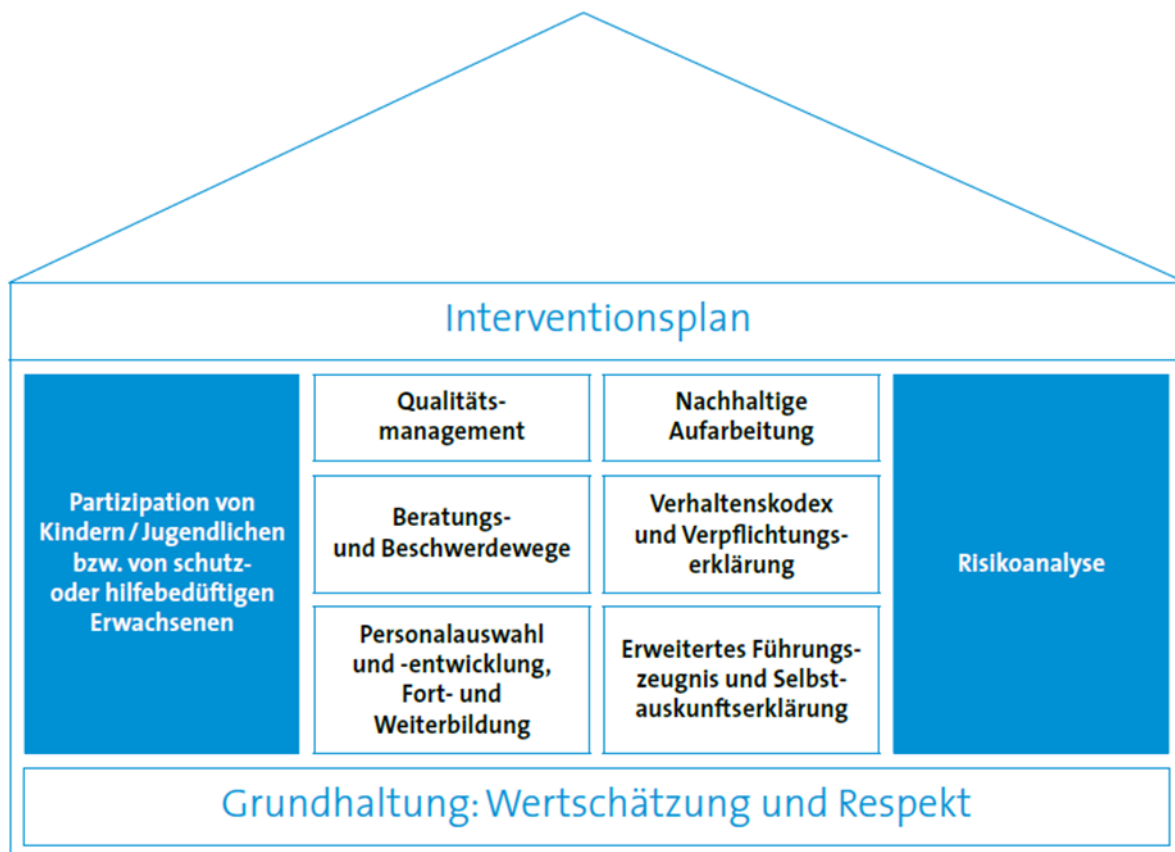 Interventionsplan
Partizipation von
Kindern / Jugendlichen
bzw. von schutz-
oder hilfebedüftigen
Erwachsenen
Qualitäts-
management
Nachhaltige
Aufarbeitung
Beratungs-
und Beschwerdewege
Verhaltenskodex
und Verpflichtungs-
erklärung
Personalauswahl
und -entwicklung,
Fort- und
Weiterbildung
Erweitertes Führungs-
zeugnis und Selbst-
auskunftserklärung
Risikoanalyse
Grundhaltung: Wertschätzung und Respekt